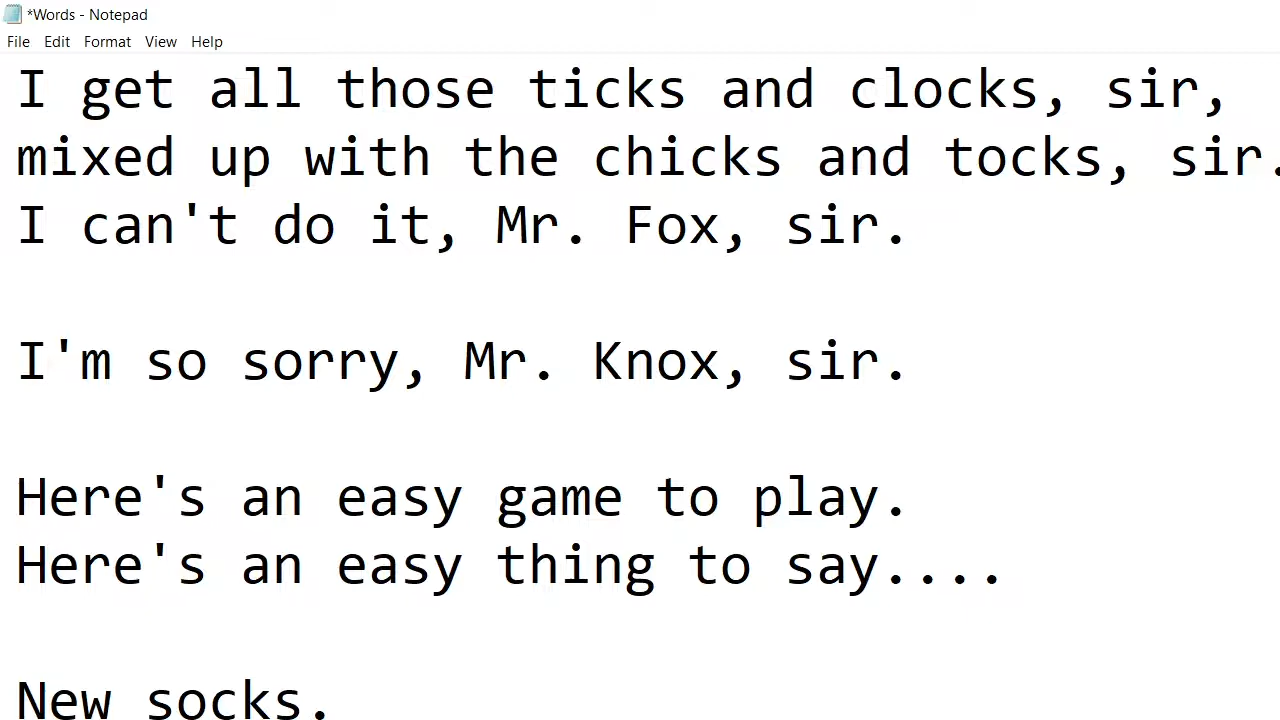 *Words - Notepad
File Edit Format View Help
I get all those ticks and clocks, sir,
mixed up with the chicks and tocks, sir.
I can't do it, Mr. Fox, sir.
I'm so sorry, Mr. Knox, sir.
Here's an easy game to play.
Here's an easy thing to say....
New socks.